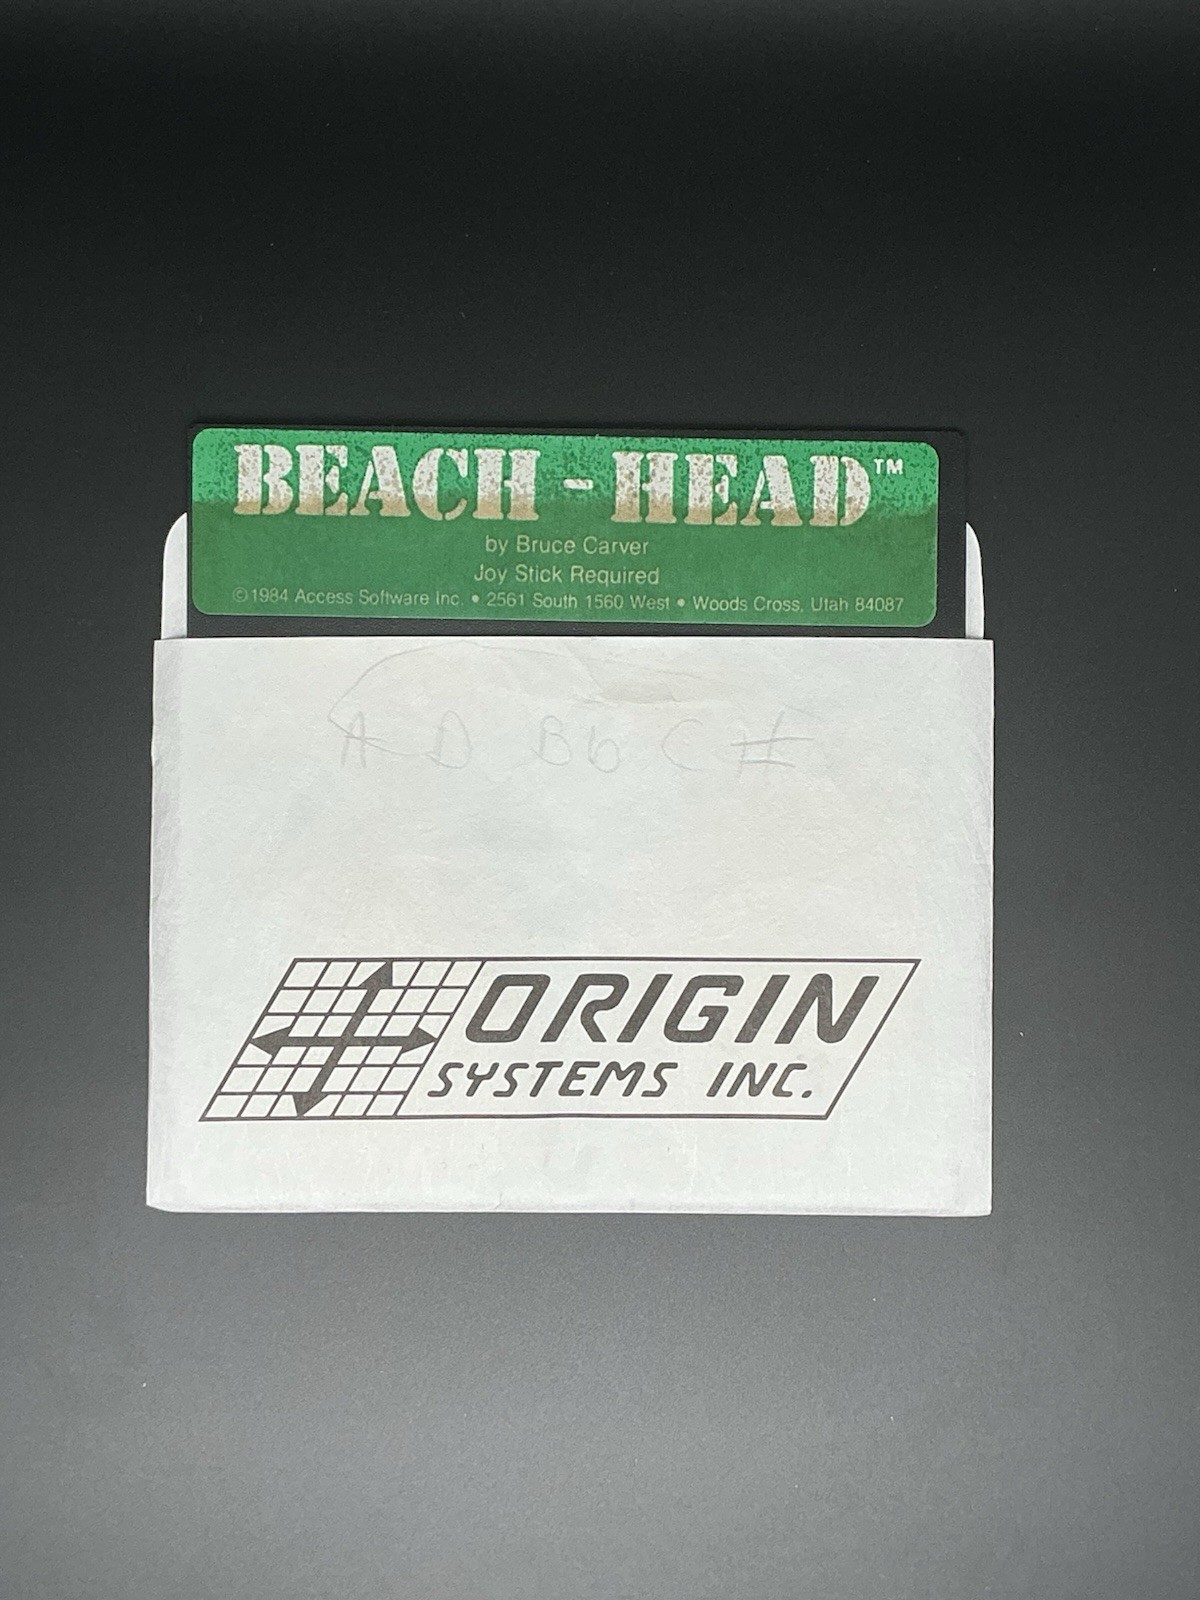 BEACH - HEAD™
by Bruce Carver
Joy Stick Required
©1984 Access Software Inc. • 2561 South 1560 West • Woods Cross, Utah 84087
A D Bb C #
ORIGIN
SYSTEMS INC.